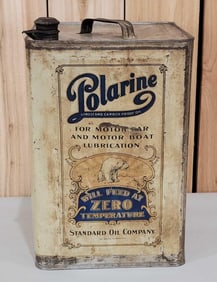 Polarine
FOR MOTOR CAR
AND MOTOR BOAT
LUBRICATION
WILL FEED AT
ZERO
TEMPERATURE
STANDARD OIL COMPANY